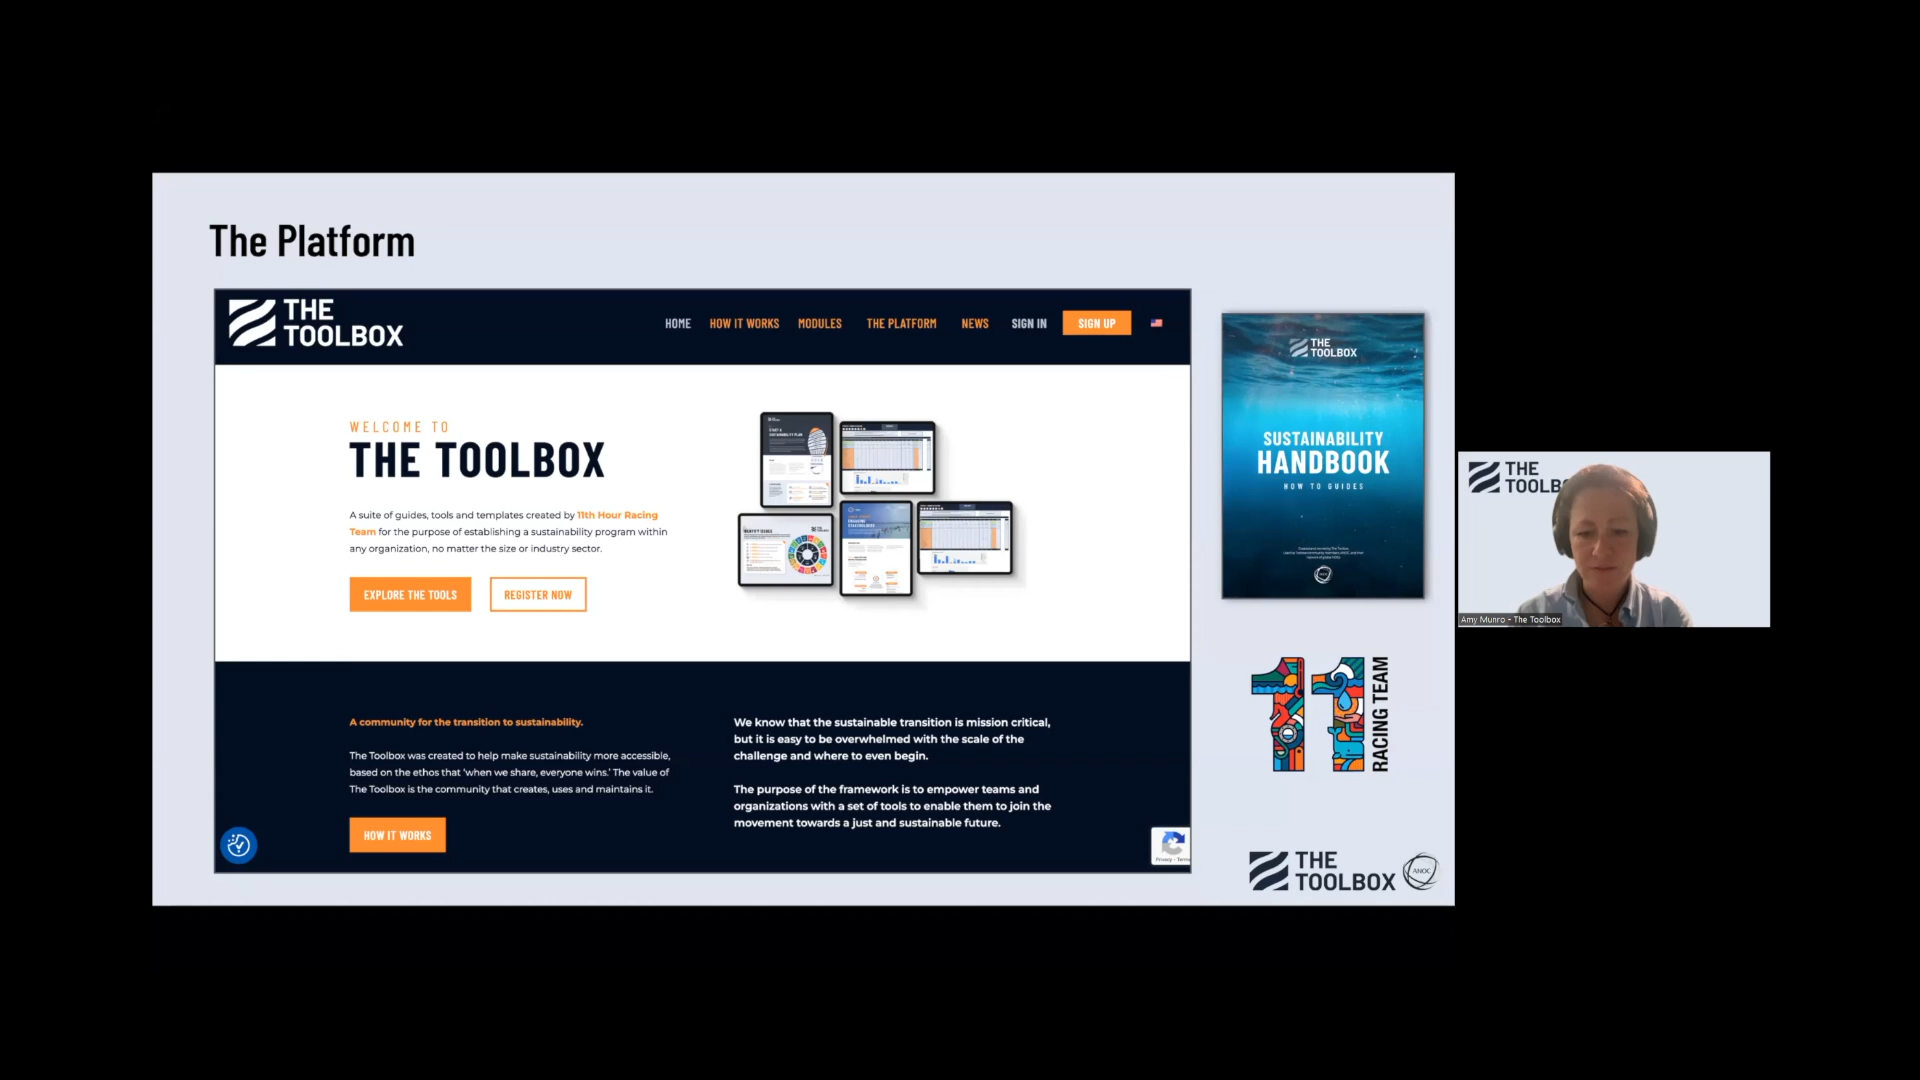 The Platform
THE
TOOLBOX
HOME HOW IT WORKS MODULES THE PLATFORM NEWS SIGN IN SIGN UP
WELCOME TO
THE TOOLBOX
A suite of guides, tools and templates created by 11th Hour Racing
Team for the purpose of establishing a sustainability program within
any organization, no matter the size or industry sector.
EXPLORE THE TOOLS REGISTER NOW
A community for the transition to sustainability.
The Toolbox was created to help make sustainability more accessible,
based on the ethos that 'when we share, everyone wins.' The value of
The Toolbox is the community that creates, uses and maintains it.
HOW IT WORKS
We know that the sustainable transition is mission critical,
but it is easy to be overwhelmed with the scale of the
challenge and where to even begin.
The purpose of the framework is to empower teams and
organizations with a set of tools to enable them to join the
movement towards a just and sustainable future.
Privacy - Terms
THE
TOOLBOX
SUSTAINABILITY
HANDBOOK
HOW TO GUIDES
11
RACING TEAM
THE
TOOLBOX
ANOC
THE
TOOLB
Amy Munro - The Toolbox